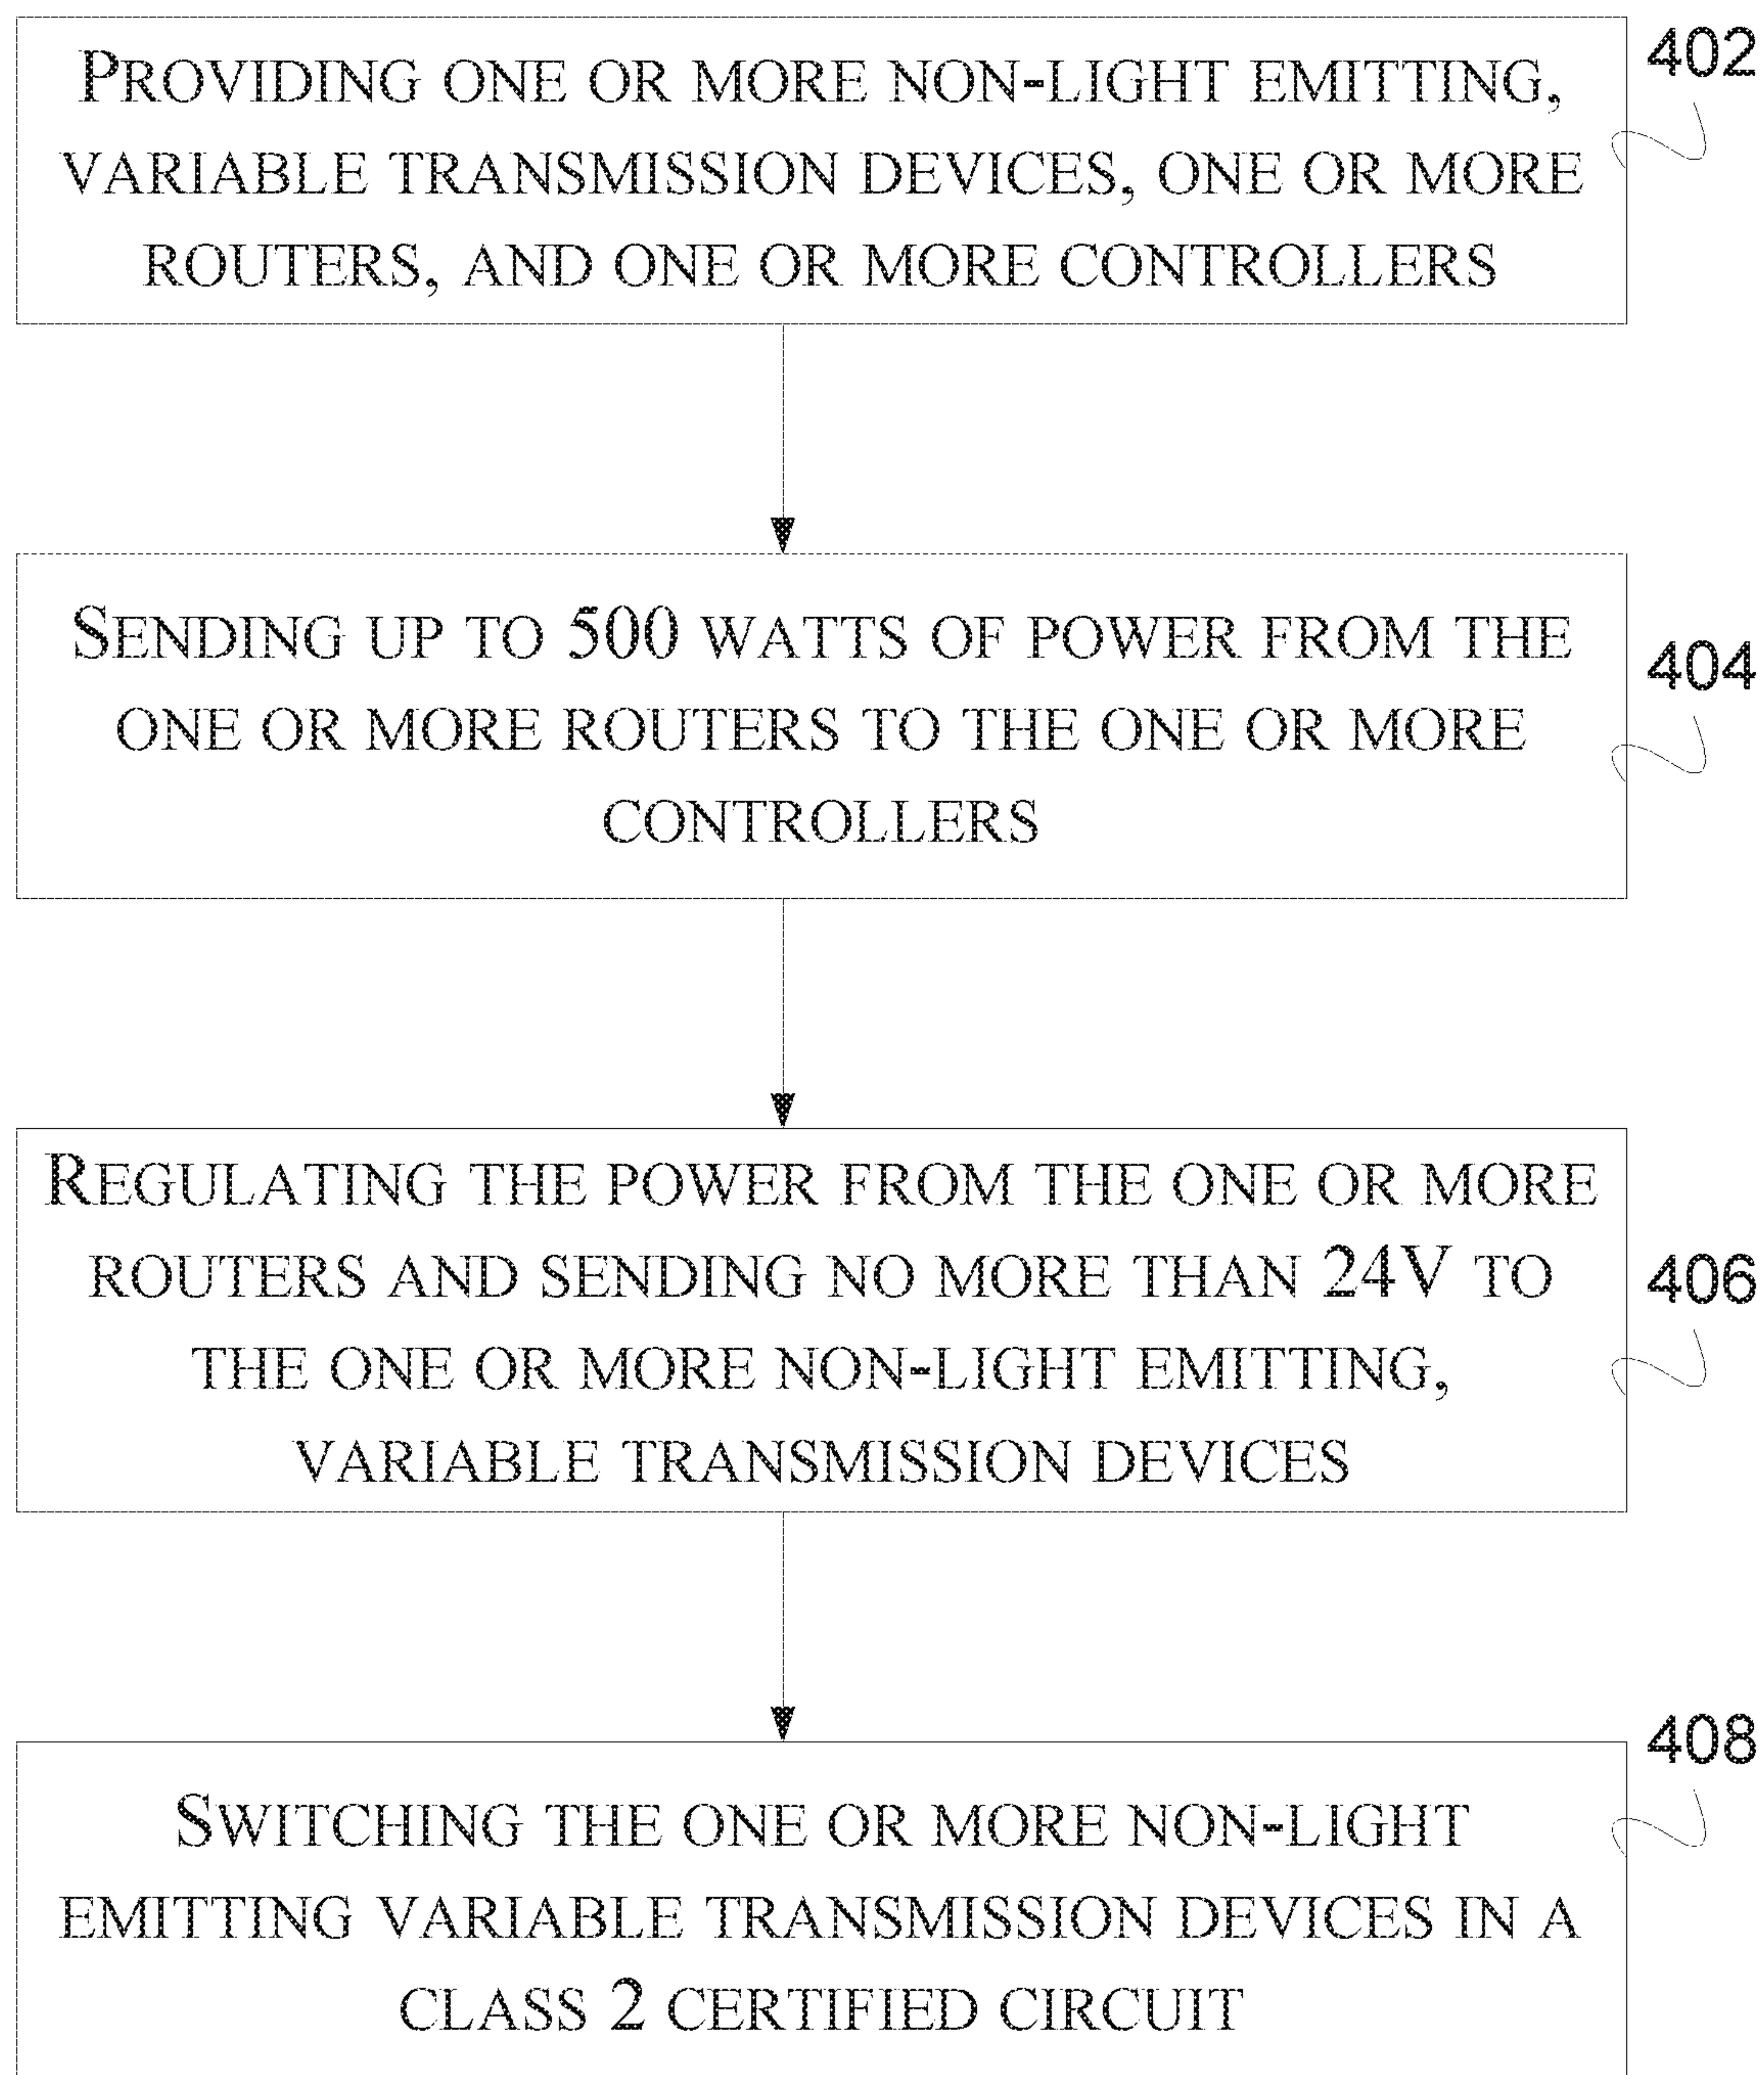 PROVIDING ONE OR MORE NON-LIGHT EMITTING,
VARIABLE TRANSMISSION DEVICES, ONE OR MORE
ROUTERS, AND ONE OR MORE CONTROLLERS
402
SENDING UP TO 500 WATTS OF POWER FROM THE
ONE OR MORE ROUTERS TO THE ONE OR MORE
CONTROLLERS
404
REGULATING THE POWER FROM THE ONE OR MORE
ROUTERS AND SENDING NO MORE THAN 24V TO
THE ONE OR MORE NON-LIGHT EMITTING,
VARIABLE TRANSMISSION DEVICES
406
SWITCHING THE ONE OR MORE NON-LIGHT
EMITTING VARIABLE TRANSMISSION DEVICES IN A
CLASS 2 CERTIFIED CIRCUIT
408